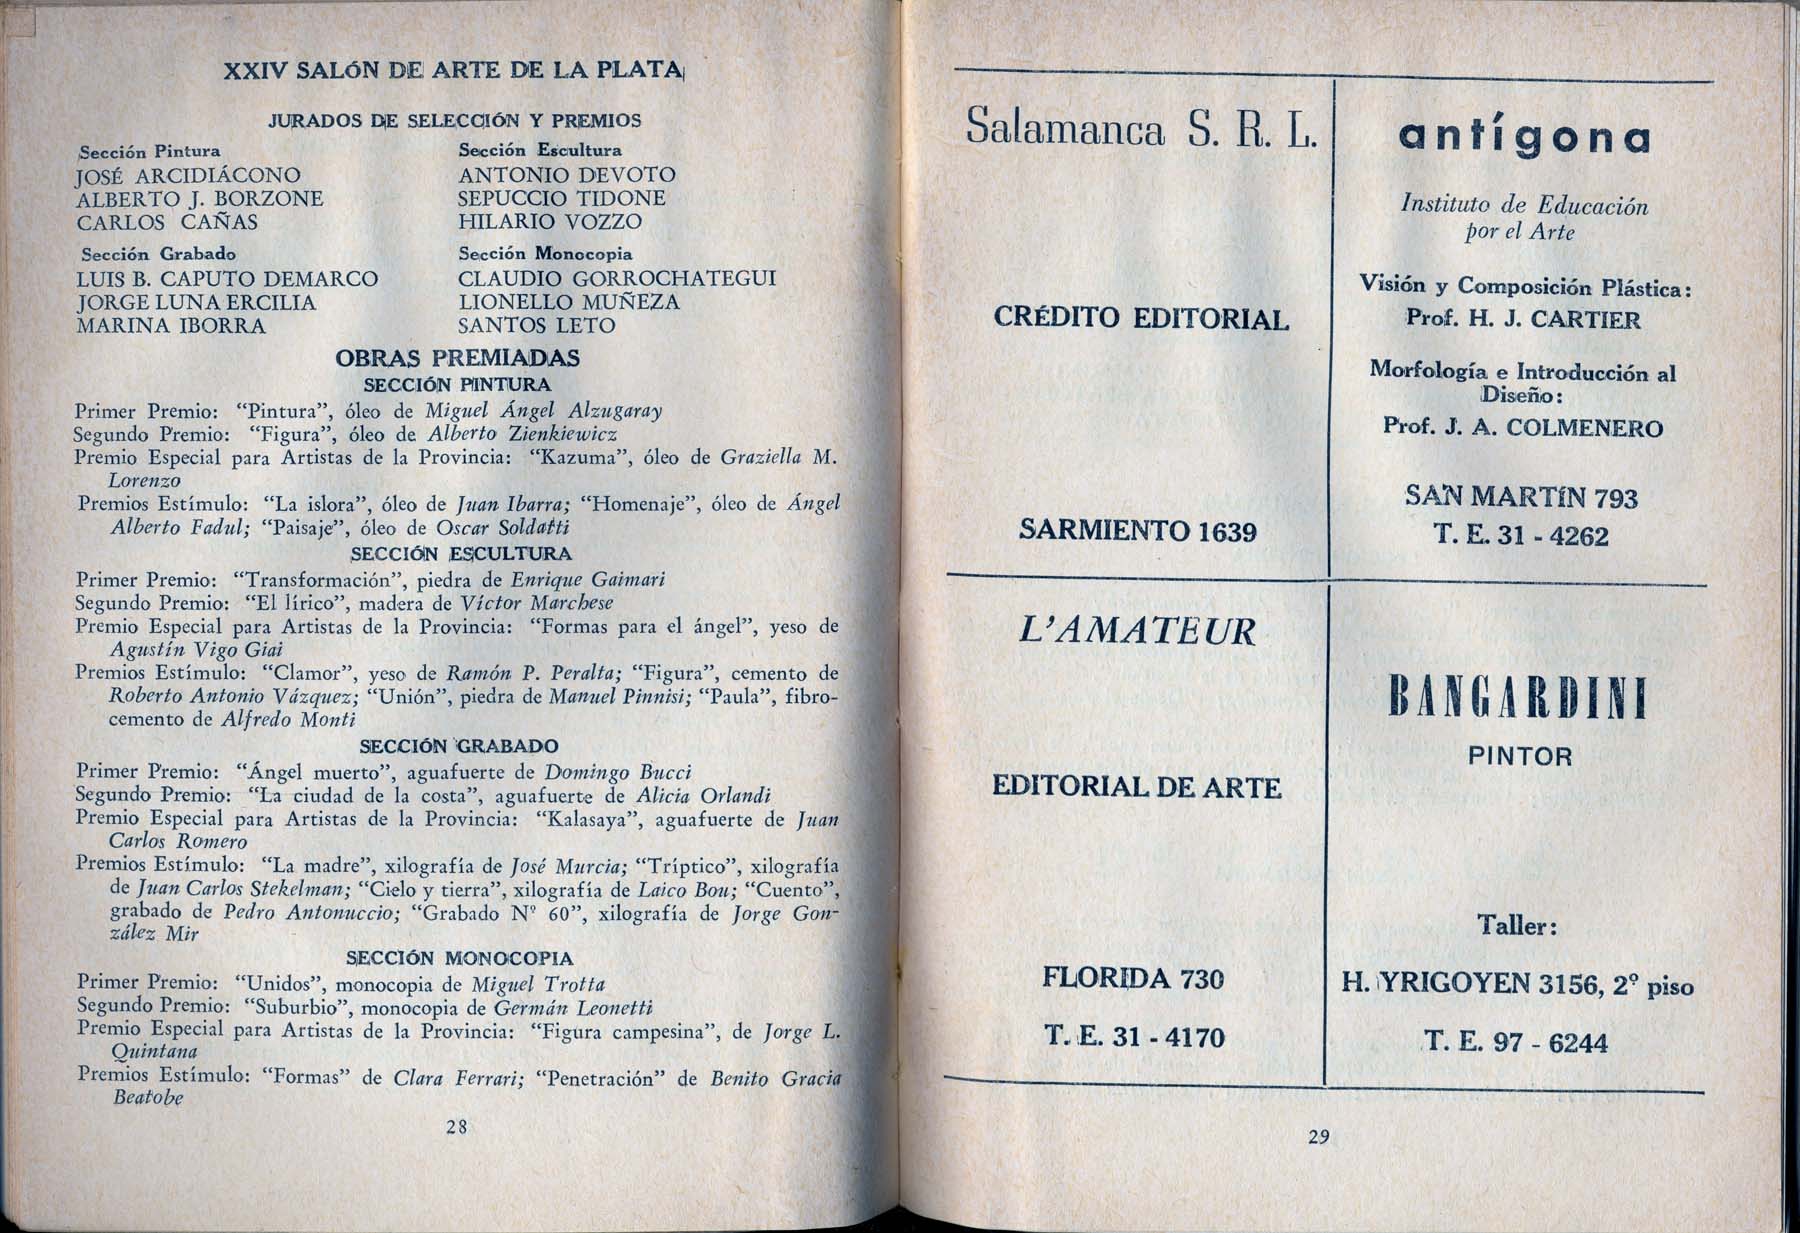 XXIV SALÓN DE ARTE DE LA PLATA
JURADOS DE SELECCIÓN Y PREMIOS
Sección Pintura
JOSÉ ARCIDIÁCONO
ALBERTO J. BORZONE
CARLOS CAÑAS
Sección Escultura
ANTONIO DEVOTO
SEPUCCIO TIDONE
HILARIO VOZZO
Sección Grabado
LUIS B. CAPUTO DEMARCO
JORGE LUNA ERCILIA
MARINA IBORRA
Sección Monocopia
CLAUDIO GORROCHATEGUI
LIONELLO MUÑEZA
SANTOS LETO
OBRAS PREMIADAS
SECCIÓN PINTURA
Primer Premio: “Pintura”, óleo de Miguel Ángel Alzugaray
Segundo Premio: “Figura”, óleo de Alberto Zienkiewicz
Premio Especial para Artistas de la Provincia: “Kazuma”, óleo de Graziella M.
Lorenzo
Premios Estímulo: “La islora”, óleo de Juan Ibarra; “Homenaje”, óleo de Ángel
Alberto Fadul; “Paisaje”, óleo de Oscar Soldatti
SECCIÓN ESCULTURA
Primer Premio: “Transformación”, piedra de Enrique Gaimari
Segundo Premio: “El lírico”, madera de Víctor Marchese
Premio Especial para Artistas de la Provincia: “Formas para el ángel”, yeso de
Agustín Vigo Giai
Premios Estímulo: “Clamor”, yeso de Ramón P. Peralta; “Figura”, cemento de
Roberto Antonio Vázquez; “Unión”, piedra de Manuel Pinnisi; “Paula”, fibro-
cemento de Alfredo Monti
SECCIÓN GRABADO
Primer Premio: “Ángel muerto”, aguafuerte de Domingo Bucci
Segundo Premio: “La ciudad de la costa”, aguafuerte de Alicia Orlandi
Premio Especial para Artistas de la Provincia: “Kalasaya”, aguafuerte de Juan
Carlos Romero
Premios Estímulo: “La madre”, xilografía de José Murcia; “Tríptico”, xilografía
de Juan Carlos Stekelman; “Cielo y tierra”, xilografía de Laico Bou; “Cuento”,
grabado de Pedro Antonuccio; “Grabado Nº 60”, xilografía de Jorge Gon-
zález Mir
SECCIÓN MONOCOPIA
Primer Premio: “Unidos”, monocopia de Miguel Trotta
Segundo Premio: “Suburbio”, monocopia de Germán Leonetti
Premio Especial para Artistas de la Provincia: “Figura campesina”, de Jorge L.
Quintana
Premios Estímulo: “Formas” de Clara Ferrari; “Penetración” de Benito Gracia
Beatobe
28
Salamanca S. R. L.
CRÉDITO EDITORIAL
SARMIENTO 1639
antígona
Instituto de Educación
por el Arte
Visión y Composición Plástica:
Prof. H. J. CARTIER
Morfología e Introducción al
Diseño:
Prof. J. A. COLMENERO
SAN MARTÍN 793
T. E. 31 - 4262
L’AMATEUR
EDITORIAL DE ARTE
FLORIDA 730
T. E. 31 - 4170
BANGARDINI
PINTOR
Taller:
H. YRIGOYEN 3156, 2º piso
T. E. 97 - 6244
29